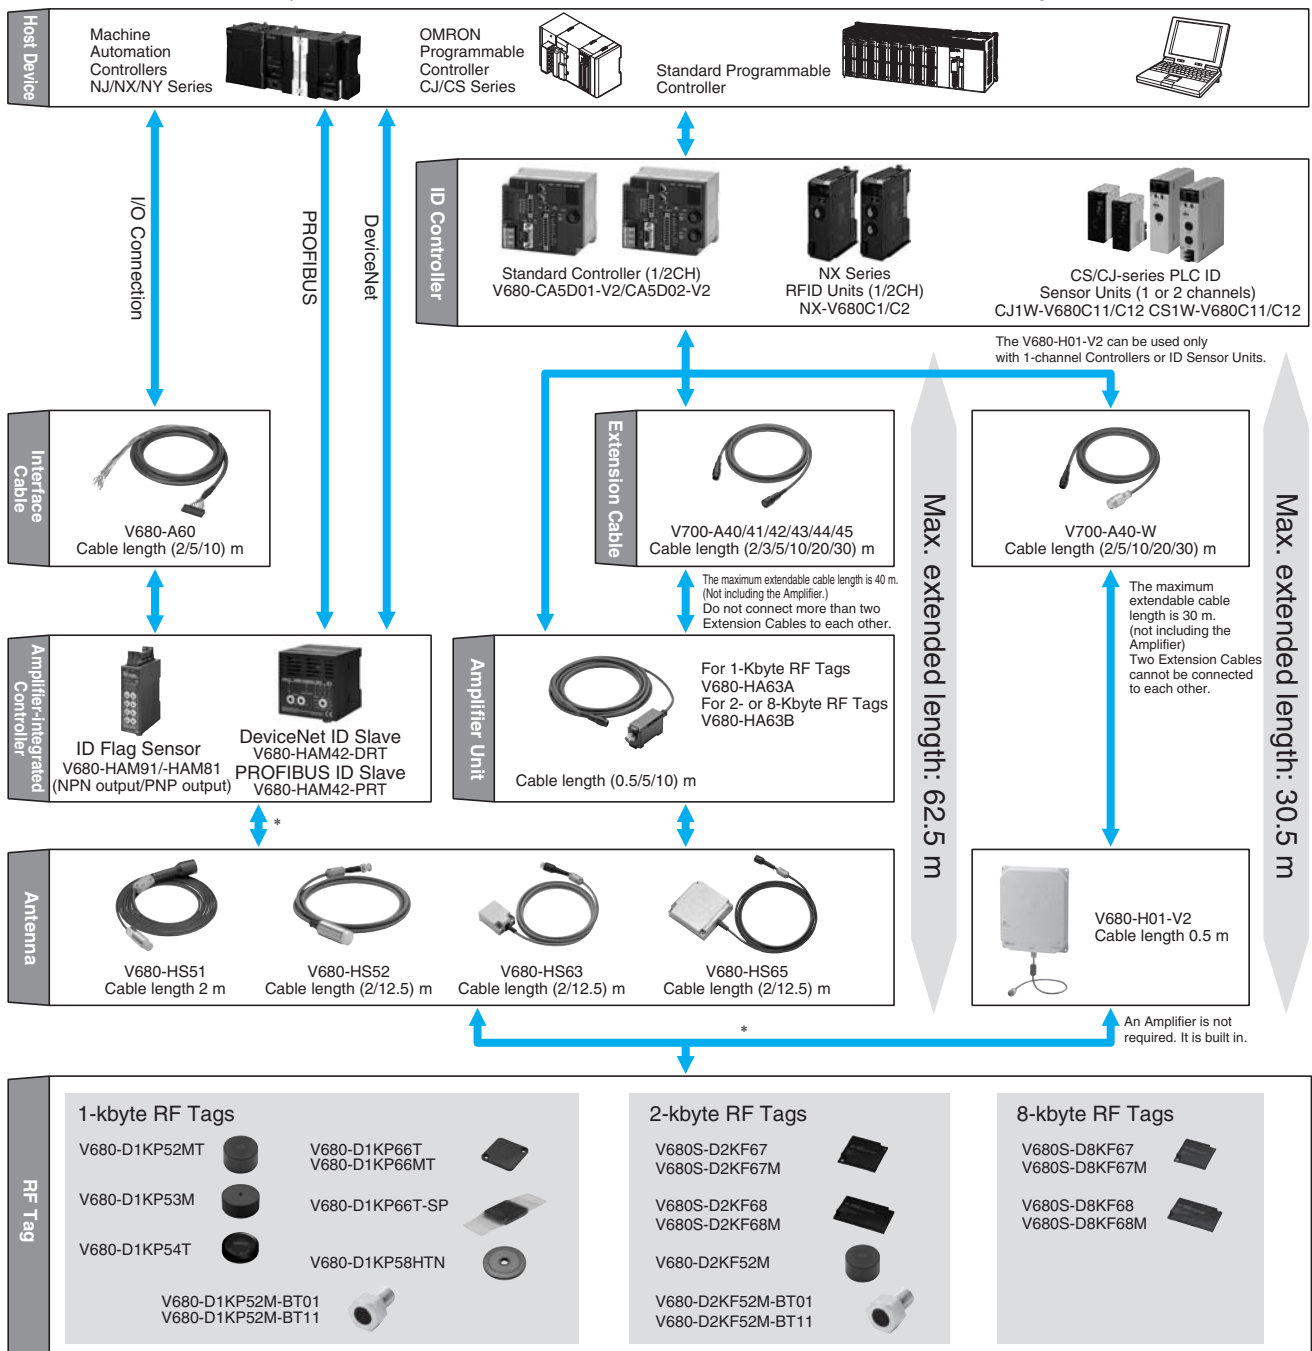 Host Device
Machine
Automation
Controllers
NJ/NX/NY Series
OMRON
Programmable
Controller
CJ/CS Series
Standard Programmable
Controller
I/O Connection
PROFIBUS
DeviceNet
ID Controller
Standard Controller (1/2CH)
V680-CA5D01-V2/CA5D02-V2
NX Series
RFID Units (1/2CH)
NX-V680C1/C2
CS/CJ-series PLC ID
Sensor Units (1 or 2 channels)
CJ1W-V680C11/C12 CS1W-V680C11/C12
The V680-H01-V2 can be used only
with 1-channel Controllers or ID Sensor Units.
Interface
Cable
V680-A60
Cable length (2/5/10) m
Extension Cable
V700-A40/41/42/43/44/45
Cable length (2/3/5/10/20/30) m
Max. extended length: 62.5 m
V700-A40-W
Cable length (2/5/10/20/30) m
Max. extended length: 30.5 m
The maximum extendable cable length is 40 m.
(Not including the Amplifier.)
Do not connect more than two
Extension Cables to each other.
The maximum
extendable cable
length is 30 m.
(not including the
Amplifier)
Two Extension Cables
cannot be connected
to each other.
Amplifier-integrated
Controller
ID Flag Sensor
V680-HAM91/-HAM81
(NPN output/PNP output)
DeviceNet ID Slave
V680-HAM42-DRT
PROFIBUS ID Slave
V680-HAM42-PRT
Amplifier Unit
For 1-Kbyte RF Tags
V680-HA63A
For 2- or 8-Kbyte RF Tags
V680-HA63B
Cable length (0.5/5/10) m
*
Antenna
V680-HS51
Cable length 2 m
V680-HS52
Cable length (2/12.5) m
V680-HS63
Cable length (2/12.5) m
V680-HS65
Cable length (2/12.5) m
V680-H01-V2
Cable length 0.5 m
*
An Amplifier is not
required. It is built in.
RF Tag
1-kbyte RF Tags
V680-D1KP52MT
V680-D1KP53M
V680-D1KP54T
V680-D1KP66T
V680-D1KP66MT
V680-D1KP66T-SP
V680-D1KP58HTN
V680-D1KP52M-BT01
V680-D1KP52M-BT11
2-kbyte RF Tags
V680S-D2KF67
V680S-D2KF67M
V680S-D2KF68
V680S-D2KF68M
V680-D2KF52M
V680-D2KF52M-BT01
V680-D2KF52M-BT11
8-kbyte RF Tags
V680S-D8KF67
V680S-D8KF67M
V680S-D8KF68
V680S-D8KF68M